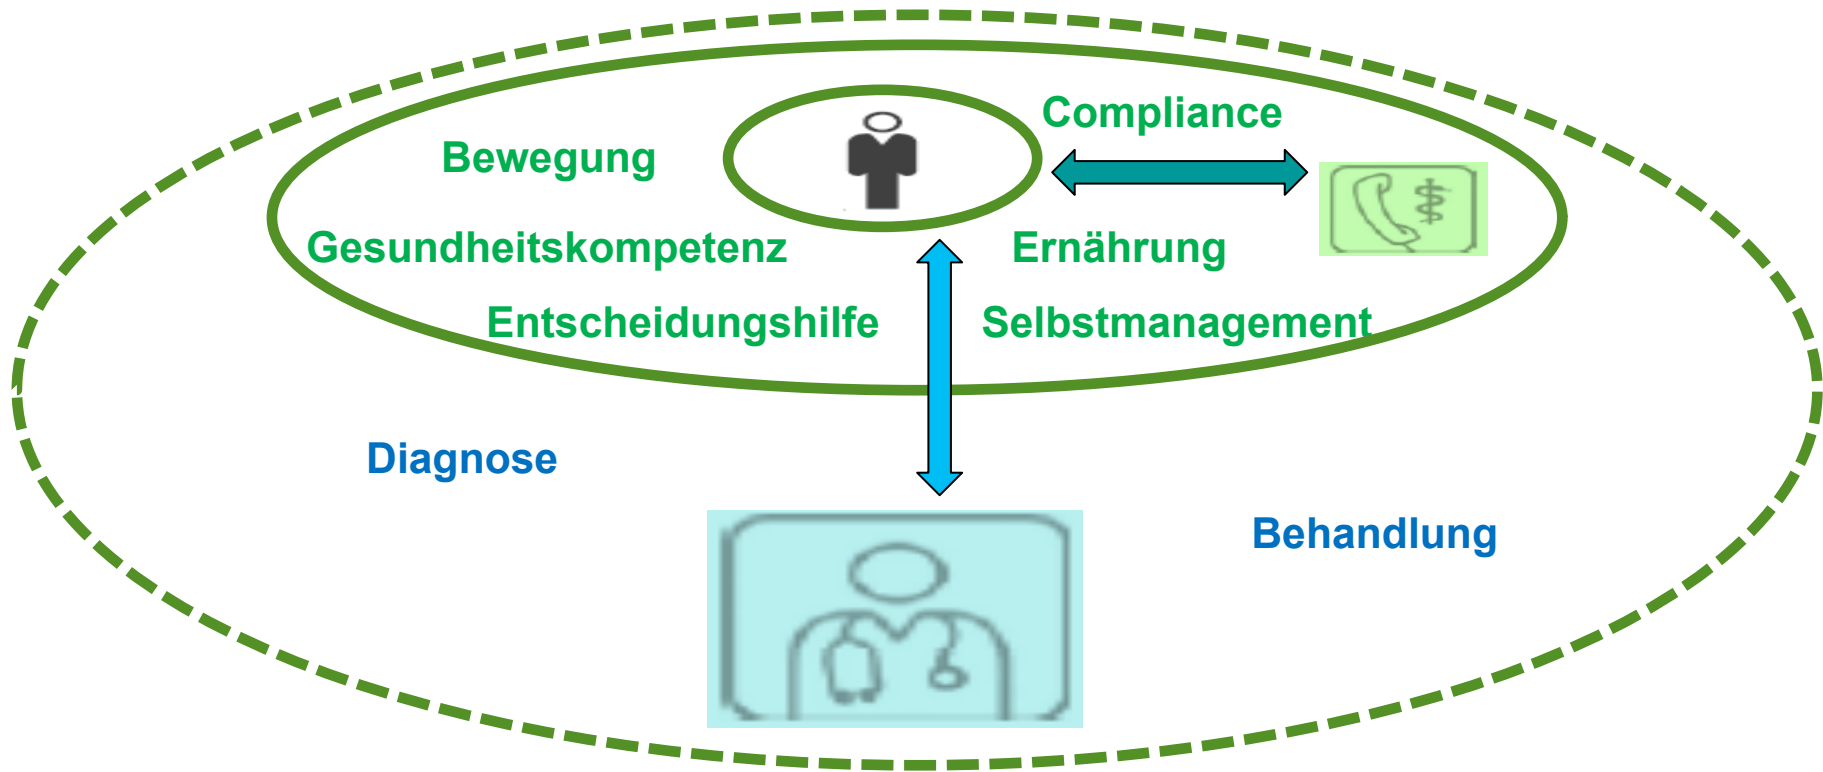 Compliance
Bewegung
Gesundheitskompetenz
Ernährung
Entscheidungshilfe
Selbstmanagement
Diagnose
Behandlung